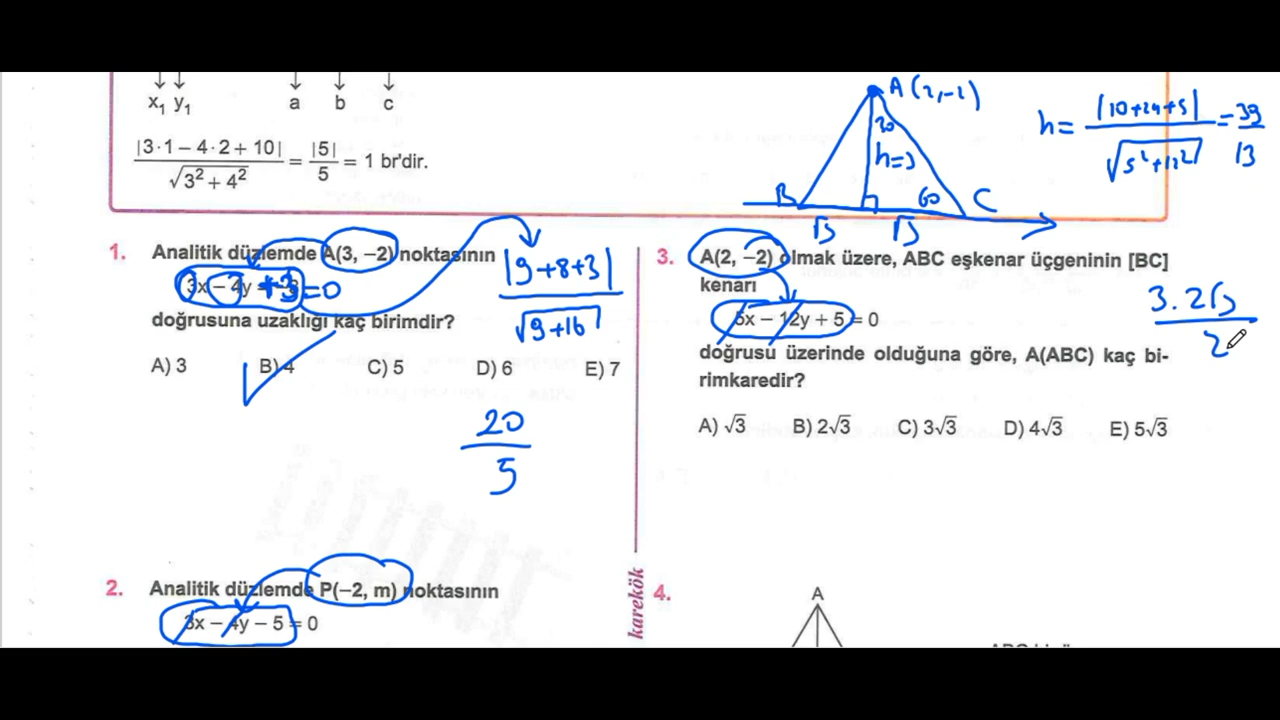 x₁ y₁ a b c
|3·1 − 4·2 + 10| / √3² + 4² = |5| / 5 = 1 br'dir.
A(2,-2)
30
h=3
B 60 C
√3 √3
h = |10+24+5| / √5²+12² = 39 / 13
1. Analitik düzlemde A(3, −2) noktasının
3x − 4y +3=0
doğrusuna uzaklığı kaç birimdir?
A) 3 B) 4 C) 5 D) 6 E) 7
|9+8+3| / √9+16
20 / 5
2. Analitik düzlemde P(−2, m) noktasının
3x − 4y − 5 = 0
3. A(2, −2) olmak üzere, ABC eşkenar üçgeninin [BC]
kenarı
5x − 12y + 5 = 0
doğrusu üzerinde olduğuna göre, A(ABC) kaç bi-
rimkaredir?
A) √3 B) 2√3 C) 3√3 D) 4√3 E) 5√3
3.2√3 / 2
karekök
4.
A